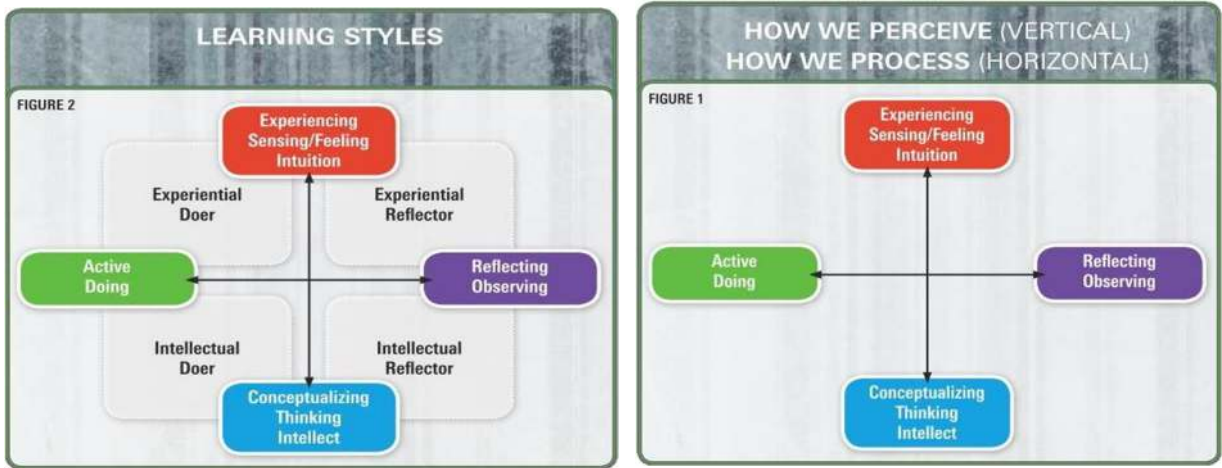 LEARNING STYLES
FIGURE 2
Experiencing
Sensing/Feeling
Intuition
Experiential
Doer
Experiential
Reflector
Active
Doing
Reflecting
Observing
Intellectual
Doer
Intellectual
Reflector
Conceptualizing
Thinking
Intellect
HOW WE PERCEIVE (VERTICAL)
HOW WE PROCESS (HORIZONTAL)
FIGURE 1
Experiencing
Sensing/Feeling
Intuition
Active
Doing
Reflecting
Observing
Conceptualizing
Thinking
Intellect